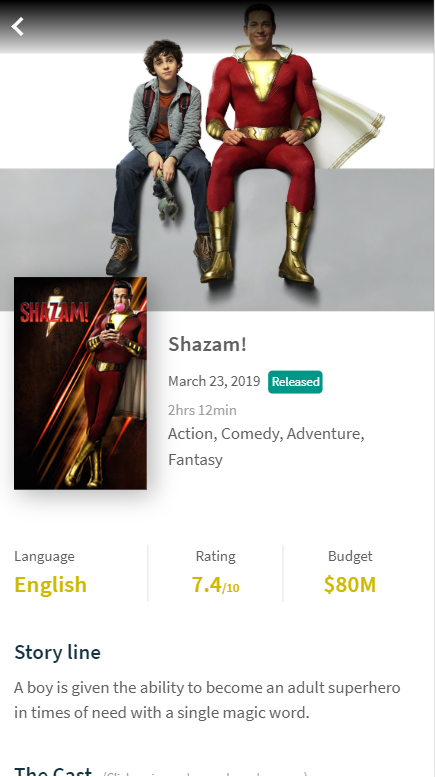 SHAZAM!
Shazam!
March 23, 2019 Released
2hrs 12min
Action, Comedy, Adventure,
Fantasy
Language
Rating
Budget
English
7.4/10
$80M
Story line
A boy is given the ability to become an adult superhero
in times of need with a single magic word.
The Cast